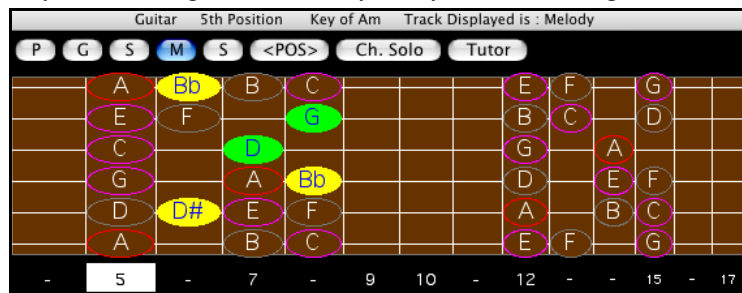 Guitar 5th Position Key of Am Track Displayed is : Melody
P G S M S <POS> Ch. Solo Tutor
A Bb B C E F G
E F G B C D
C D G A
G A Bb D E F
D D# E F A B C
A B C E F G
- 5 - 7 - 9 10 - 12 - - 15 - 17